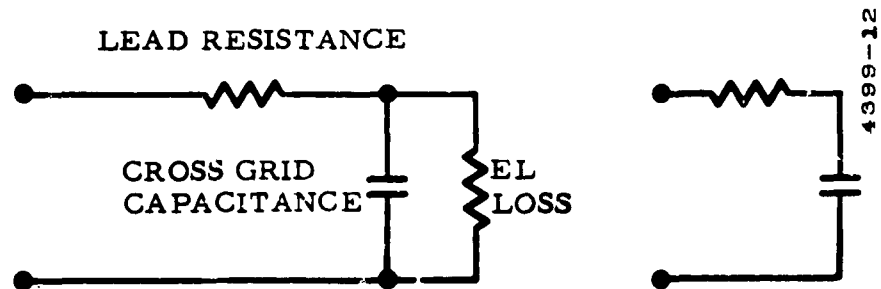 LEAD RESISTANCE
CROSS GRID
CAPACITANCE
EL
LOSS
4399-12